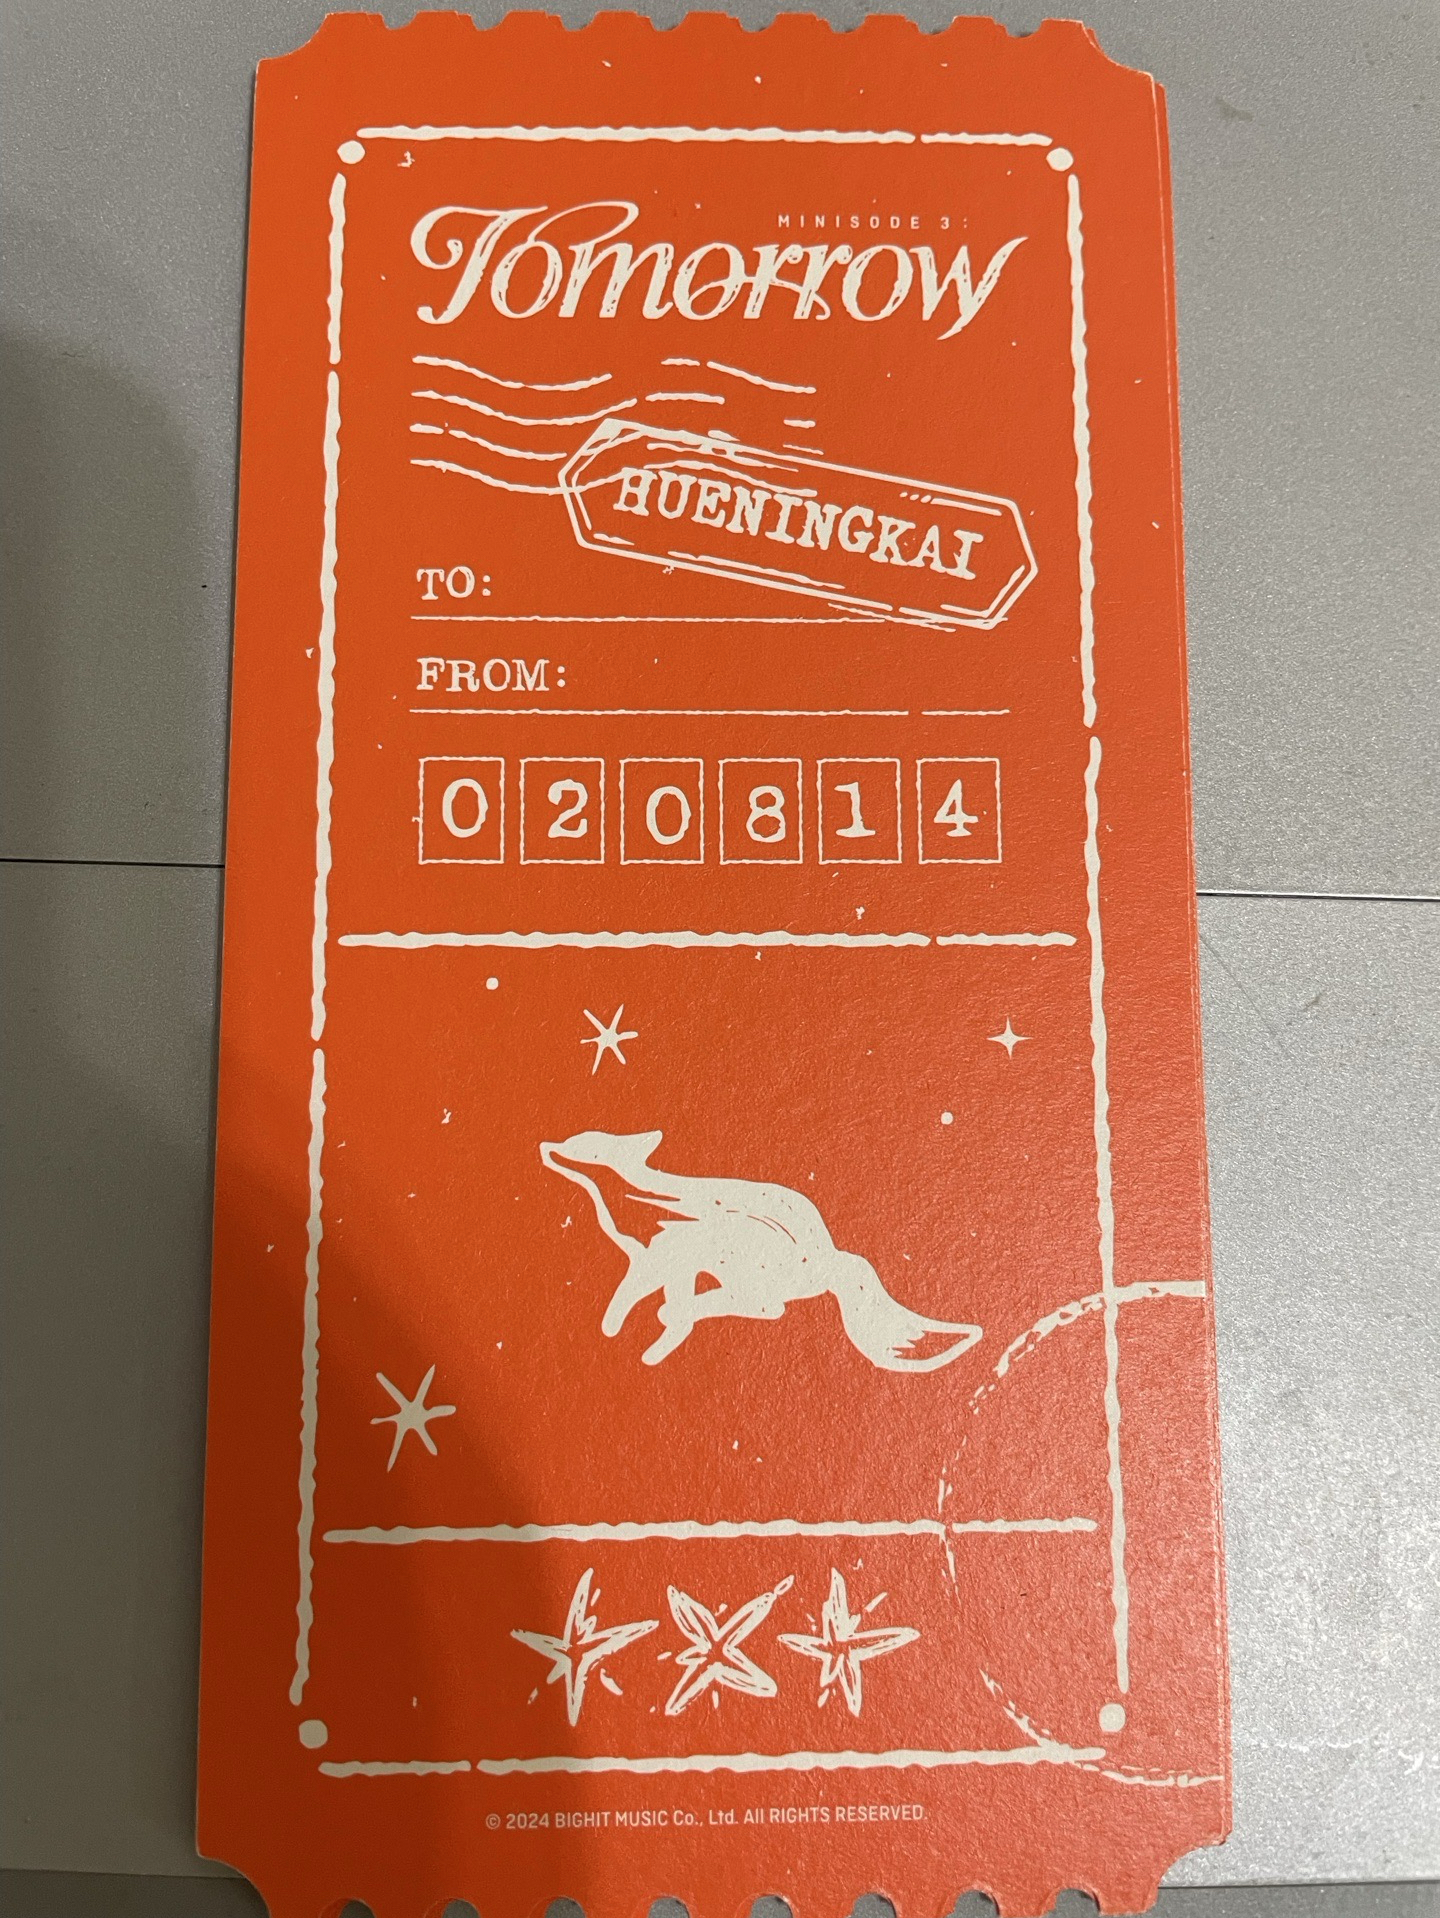 MINISODE 3:
Tomorrow
HUENINGKAI
TO:
FROM:
020814
© 2024 BIGHIT MUSIC Co., Ltd. All RIGHTS RESERVED.